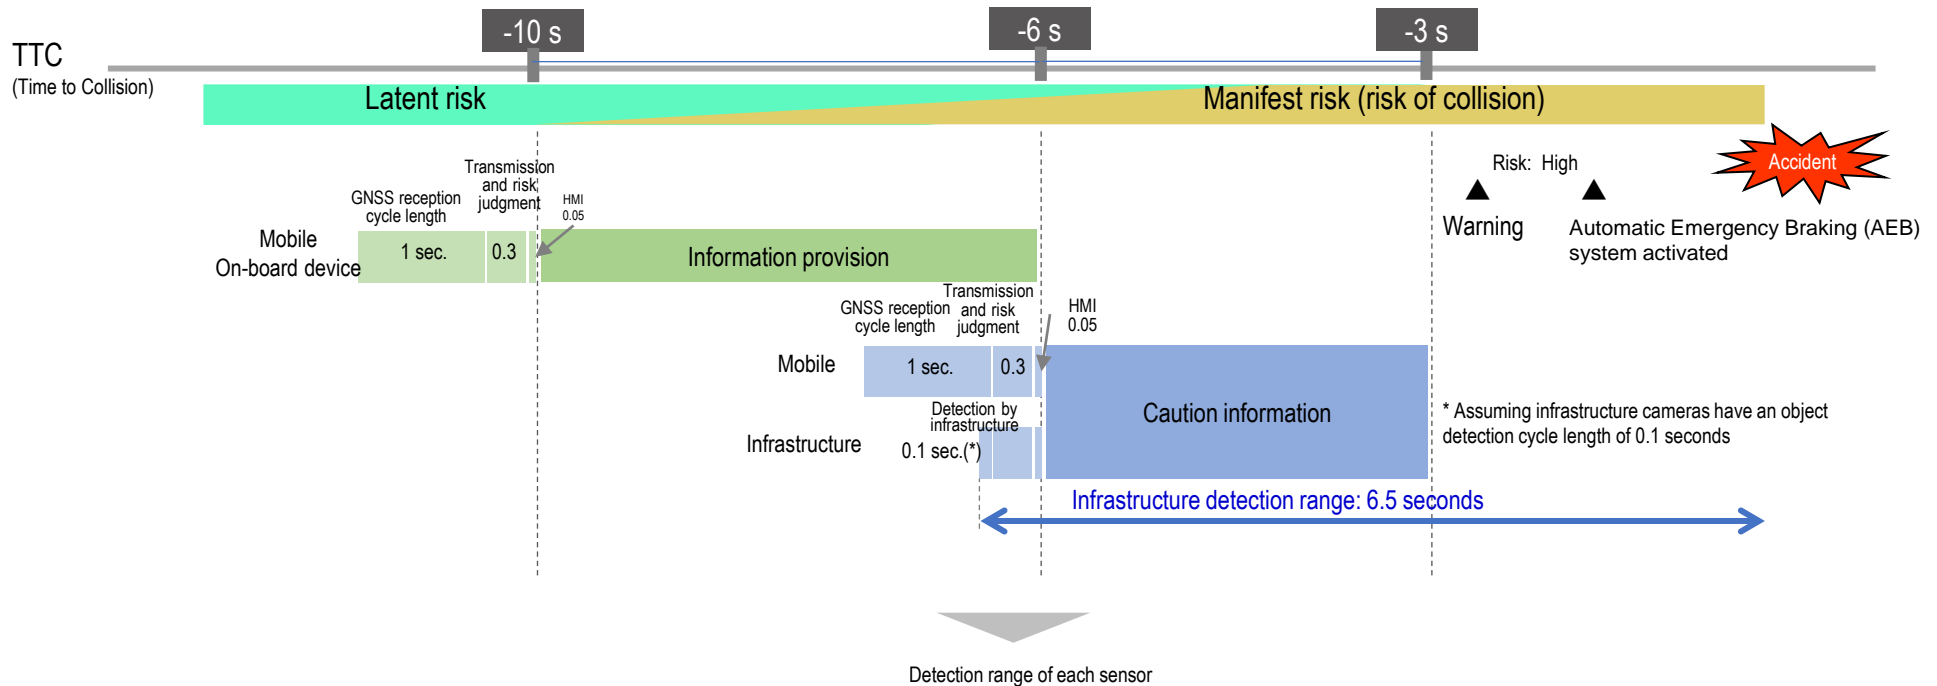 -10 s
-6 s
-3 s
TTC
(Time to Collision)
Latent risk
Manifest risk (risk of collision)
Accident
Risk: High
Warning
Automatic Emergency Braking (AEB)
system activated
GNSS reception
cycle length
Transmission
and risk
judgment
HMI
0.05
Mobile
On-board device
1 sec.
0.3
Information provision
GNSS reception
cycle length
Transmission
and risk
judgment
HMI
0.05
Mobile
1 sec.
0.3
Caution information
Detection by
infrastructure
Infrastructure
0.1 sec.(*)
* Assuming infrastructure cameras have an object
detection cycle length of 0.1 seconds
Infrastructure detection range: 6.5 seconds
Detection range of each sensor